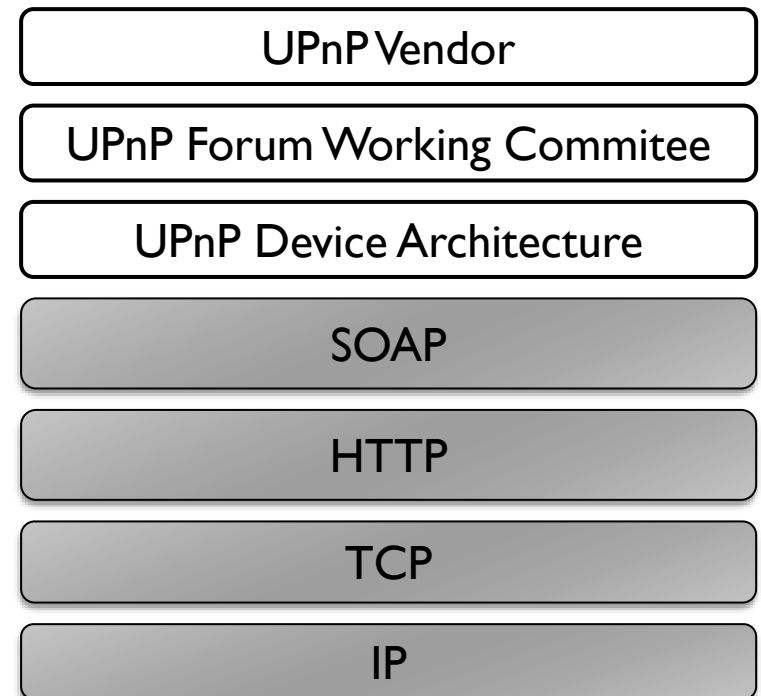 UPnP Vendor
UPnP Forum Working Commitee
UPnP Device Architecture
SOAP
HTTP
TCP
IP